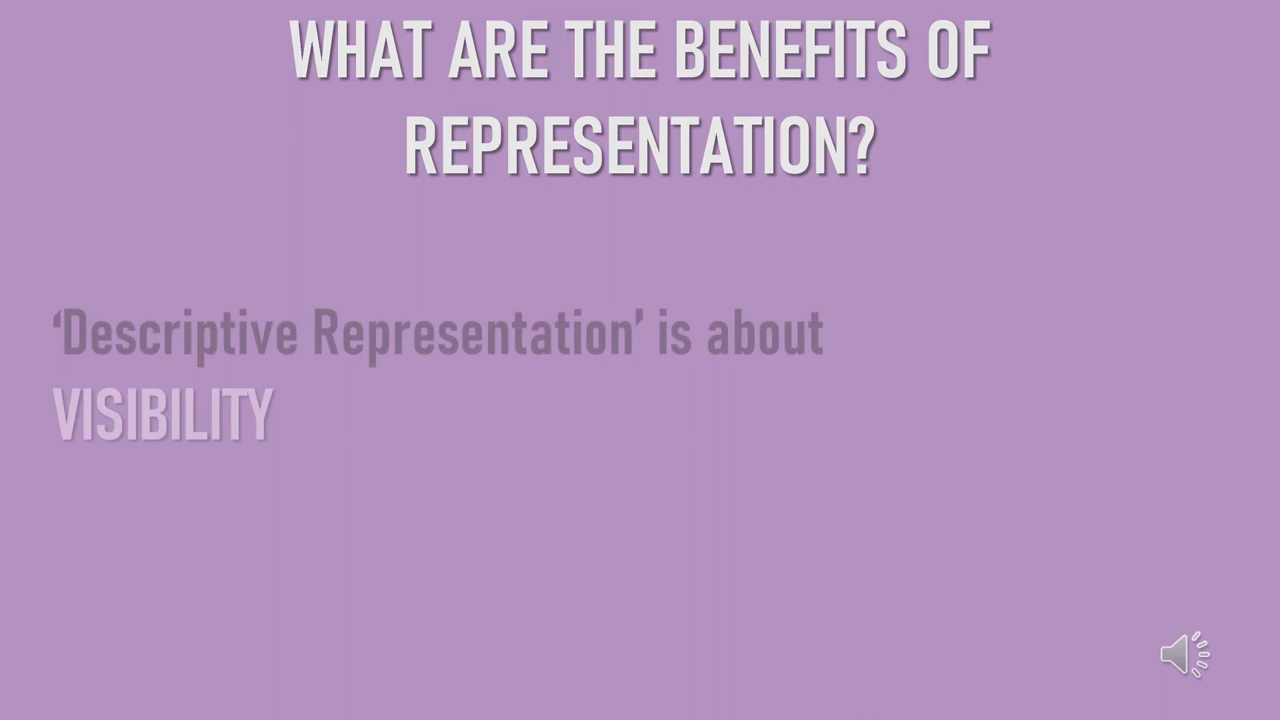 WHAT ARE THE BENEFITS OF
REPRESENTATION?
‘Descriptive Representation’ is about
VISIBILITY